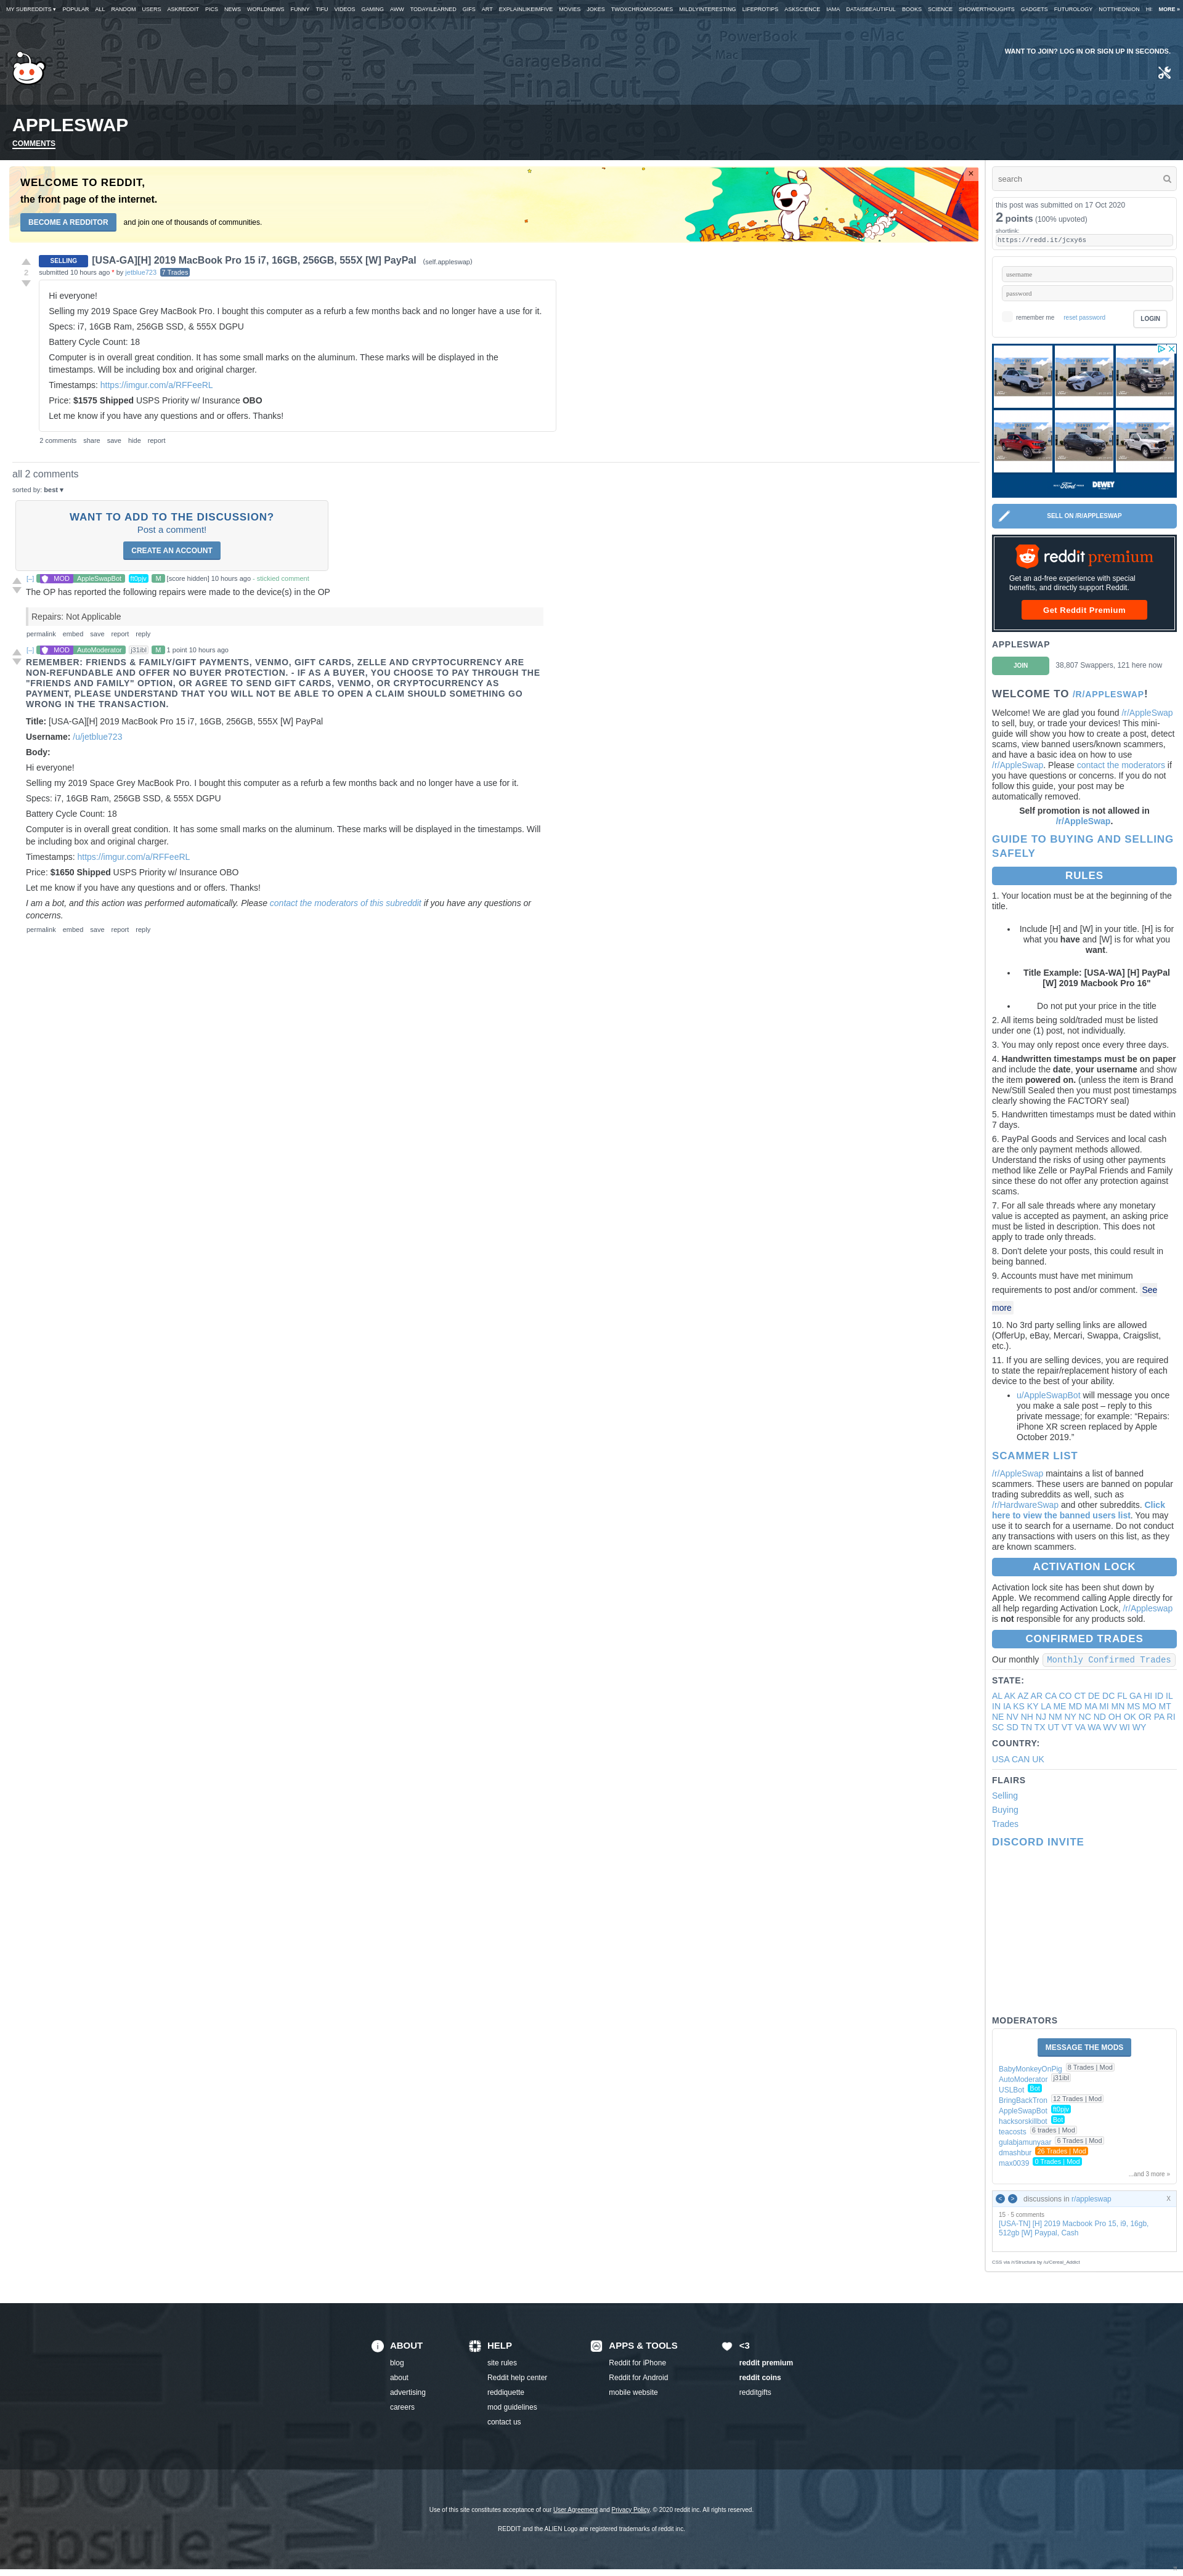 MY SUBREDDITS ▾ POPULAR ALL RANDOM USERS ASKREDDIT PICS NEWS WORLDNEWS FUNNY TIFU VIDEOS GAMING AWW TODAYILEARNED GIFS ART EXPLAINLIKEIMFIVE MOVIES JOKES TWOXCHROMOSOMES MILDLYINTERESTING LIFEPROTIPS ASKSCIENCE IAMA DATAISBEAUTIFUL BOOKS SCIENCE SHOWERTHOUGHTS GADGETS FUTUROLOGY NOTTHEONION HI MORE »
WANT TO JOIN? LOG IN OR SIGN UP IN SECONDS.
APPLESWAP
COMMENTS
WELCOME TO REDDIT,
the front page of the internet.
BECOME A REDDITOR and join one of thousands of communities.
×
2
SELLING [USA-GA][H] 2019 MacBook Pro 15 i7, 16GB, 256GB, 555X [W] PayPal (self.appleswap)
submitted 10 hours ago * by jetblue723 7 Trades
Hi everyone!
Selling my 2019 Space Grey MacBook Pro. I bought this computer as a refurb a few months back and no longer have a use for it.
Specs: i7, 16GB Ram, 256GB SSD, & 555X DGPU
Battery Cycle Count: 18
Computer is in overall great condition. It has some small marks on the aluminum. These marks will be displayed in the
timestamps. Will be including box and original charger.
Timestamps: https://imgur.com/a/RFFeeRL
Price: $1575 Shipped USPS Priority w/ Insurance OBO
Let me know if you have any questions and or offers. Thanks!
2 comments share save hide report
all 2 comments
sorted by: best ▾
WANT TO ADD TO THE DISCUSSION?
Post a comment!
CREATE AN ACCOUNT
[–] MOD AppleSwapBot ft0pjv M [score hidden] 10 hours ago - stickied comment
The OP has reported the following repairs were made to the device(s) in the OP
Repairs: Not Applicable
permalink embed save report reply
[–] MOD AutoModerator j31ibl M 1 point 10 hours ago
REMEMBER: FRIENDS & FAMILY/GIFT PAYMENTS, VENMO, GIFT CARDS, ZELLE AND CRYPTOCURRENCY ARE
NON-REFUNDABLE AND OFFER NO BUYER PROTECTION. - IF AS A BUYER, YOU CHOOSE TO PAY THROUGH THE
"FRIENDS AND FAMILY" OPTION, OR AGREE TO SEND GIFT CARDS, VENMO, OR CRYPTOCURRENCY AS
PAYMENT, PLEASE UNDERSTAND THAT YOU WILL NOT BE ABLE TO OPEN A CLAIM SHOULD SOMETHING GO
WRONG IN THE TRANSACTION.
Title: [USA-GA][H] 2019 MacBook Pro 15 i7, 16GB, 256GB, 555X [W] PayPal
Username: /u/jetblue723
Body:
Hi everyone!
Selling my 2019 Space Grey MacBook Pro. I bought this computer as a refurb a few months back and no longer have a use for it.
Specs: i7, 16GB Ram, 256GB SSD, & 555X DGPU
Battery Cycle Count: 18
Computer is in overall great condition. It has some small marks on the aluminum. These marks will be displayed in the timestamps. Will
be including box and original charger.
Timestamps: https://imgur.com/a/RFFeeRL
Price: $1650 Shipped USPS Priority w/ Insurance OBO
Let me know if you have any questions and or offers. Thanks!
I am a bot, and this action was performed automatically. Please contact the moderators of this subreddit if you have any questions or
concerns.
permalink embed save report reply
search
this post was submitted on 17 Oct 2020
2 points (100% upvoted)
shortlink:
https://redd.it/jcxy6s
username
password
remember me reset password LOGIN
Ford DEWEY
SELL ON /R/APPLESWAP
reddit premium
Get an ad-free experience with special
benefits, and directly support Reddit.
Get Reddit Premium
APPLESWAP
JOIN 38,807 Swappers, 121 here now
WELCOME TO /R/APPLESWAP!
Welcome! We are glad you found /r/AppleSwap
to sell, buy, or trade your devices! This mini-
guide will show you how to create a post, detect
scams, view banned users/known scammers,
and have a basic idea on how to use
/r/AppleSwap. Please contact the moderators if
you have questions or concerns. If you do not
follow this guide, your post may be
automatically removed.
Self promotion is not allowed in
/r/AppleSwap.
GUIDE TO BUYING AND SELLING
SAFELY
RULES
1. Your location must be at the beginning of the
title.
• Include [H] and [W] in your title. [H] is for
what you have and [W] is for what you
want.
• Title Example: [USA-WA] [H] PayPal
[W] 2019 Macbook Pro 16"
• Do not put your price in the title
2. All items being sold/traded must be listed
under one (1) post, not individually.
3. You may only repost once every three days.
4. Handwritten timestamps must be on paper
and include the date, your username and show
the item powered on. (unless the item is Brand
New/Still Sealed then you must post timestamps
clearly showing the FACTORY seal)
5. Handwritten timestamps must be dated within
7 days.
6. PayPal Goods and Services and local cash
are the only payment methods allowed.
Understand the risks of using other payments
method like Zelle or PayPal Friends and Family
since these do not offer any protection against
scams.
7. For all sale threads where any monetary
value is accepted as payment, an asking price
must be listed in description. This does not
apply to trade only threads.
8. Don't delete your posts, this could result in
being banned.
9. Accounts must have met minimum
requirements to post and/or comment. See
more
10. No 3rd party selling links are allowed
(OfferUp, eBay, Mercari, Swappa, Craigslist,
etc.).
11. If you are selling devices, you are required
to state the repair/replacement history of each
device to the best of your ability.
• u/AppleSwapBot will message you once
you make a sale post – reply to this
private message; for example: “Repairs:
iPhone XR screen replaced by Apple
October 2019."
SCAMMER LIST
/r/AppleSwap maintains a list of banned
scammers. These users are banned on popular
trading subreddits as well, such as
/r/HardwareSwap and other subreddits. Click
here to view the banned users list. You may
use it to search for a username. Do not conduct
any transactions with users on this list, as they
are known scammers.
ACTIVATION LOCK
Activation lock site has been shut down by
Apple. We recommend calling Apple directly for
all help regarding Activation Lock, /r/Appleswap
is not responsible for any products sold.
CONFIRMED TRADES
Our monthly Monthly Confirmed Trades
STATE:
AL AK AZ AR CA CO CT DE DC FL GA HI ID IL
IN IA KS KY LA ME MD MA MI MN MS MO MT
NE NV NH NJ NM NY NC ND OH OK OR PA RI
SC SD TN TX UT VT VA WA WV WI WY
COUNTRY:
USA CAN UK
FLAIRS
Selling
Buying
Trades
DISCORD INVITE
MODERATORS
MESSAGE THE MODS
BabyMonkeyOnPig 8 Trades | Mod
AutoModerator j31ibl
USLBot Bot
BringBackTron 12 Trades | Mod
AppleSwapBot ft0pjv
hacksorskillbot Bot
teacosts 6 trades | Mod
gulabjamunyaar 6 Trades | Mod
dmashbur 26 Trades | Mod
max0039 0 Trades | Mod
...and 3 more »
< > discussions in r/appleswap X
15 · 5 comments
[USA-TN] [H] 2019 Macbook Pro 15, i9, 16gb,
512gb [W] Paypal, Cash
CSS via /r/Structura by /u/Cereal_Addict
ABOUT
blog
about
advertising
careers
HELP
site rules
Reddit help center
reddiquette
mod guidelines
contact us
APPS & TOOLS
Reddit for iPhone
Reddit for Android
mobile website
<3
reddit premium
reddit coins
redditgifts
Use of this site constitutes acceptance of our User Agreement and Privacy Policy. © 2020 reddit inc. All rights reserved.
REDDIT and the ALIEN Logo are registered trademarks of reddit inc.